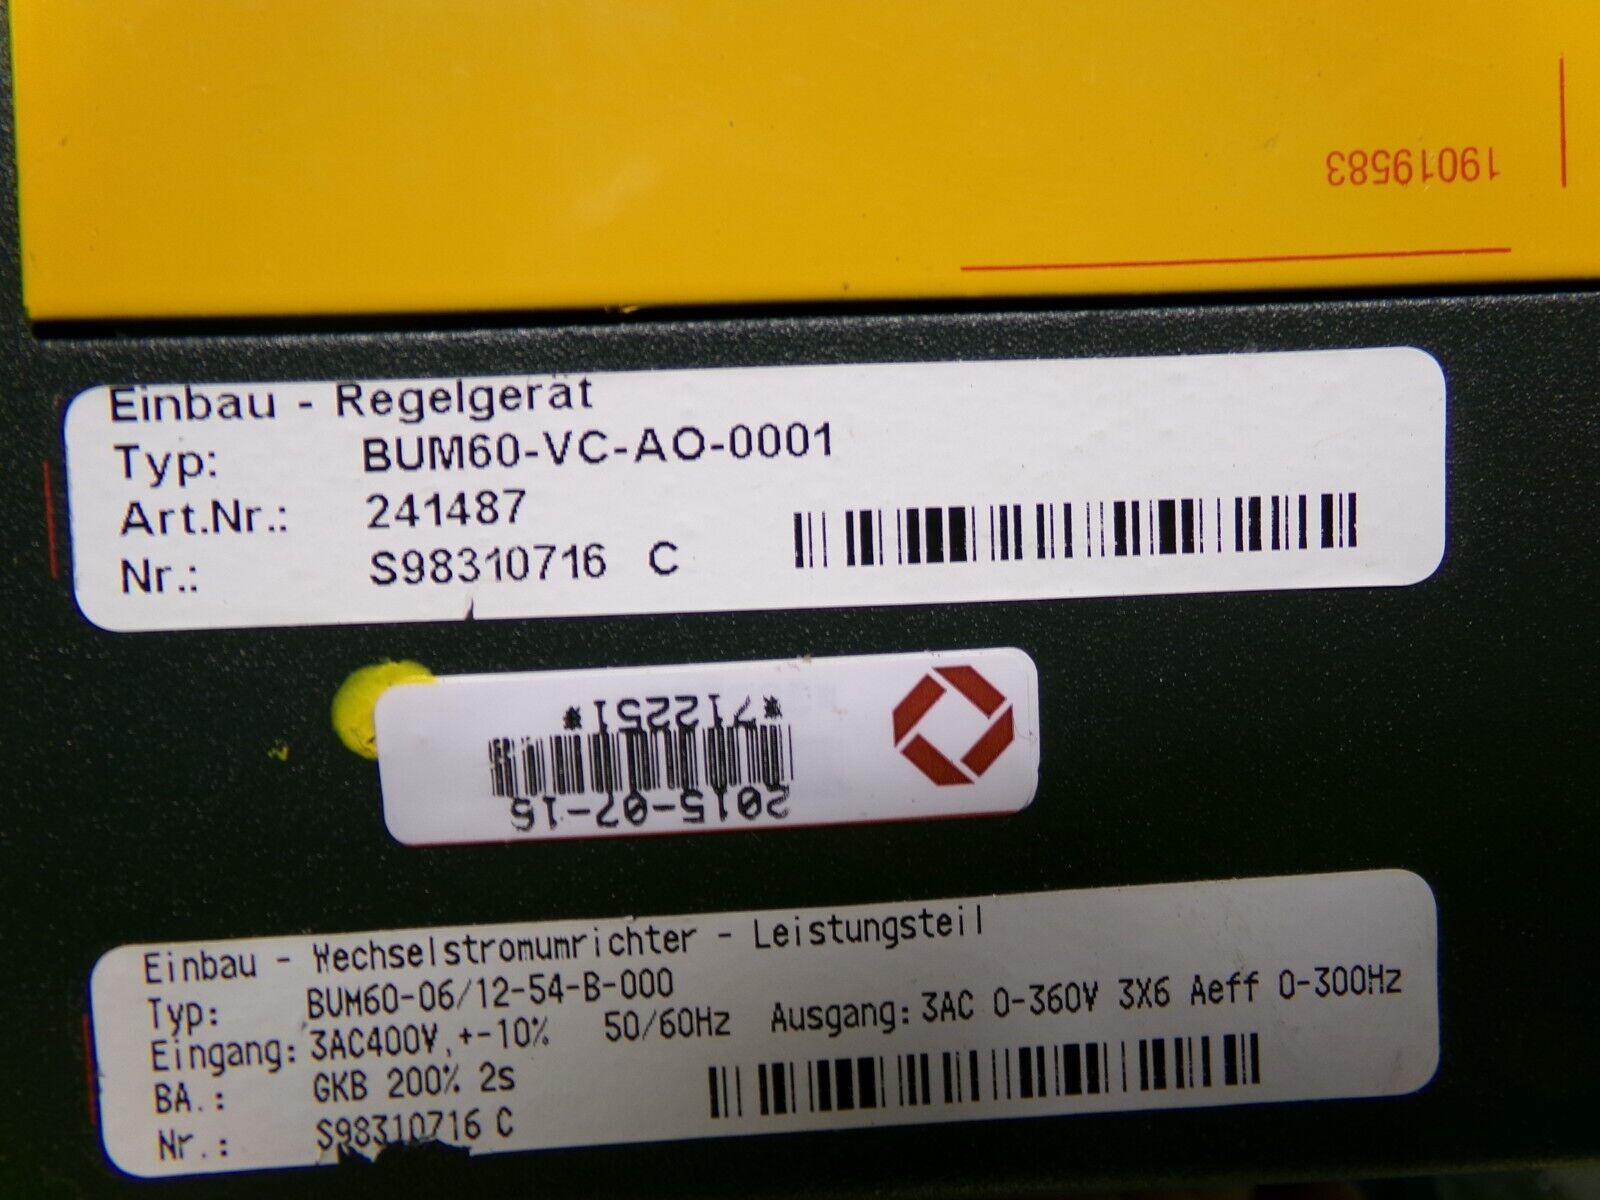 19019583
Einbau - Regelgerät
Typ: BUM60-VC-AO-0001
Art.Nr.: 241487
Nr.: S98310716 C
*712251*
2015-07-15
Einbau - Wechselstromumrichter - Leistungsteil
Typ: BUM60-06/12-54-B-000
Eingang: 3AC400V,+-10% 50/60Hz Ausgang: 3AC 0-360V 3X6 Aeff 0-300Hz
BA.: GKB 200% 2s
Nr.: S98310716 C